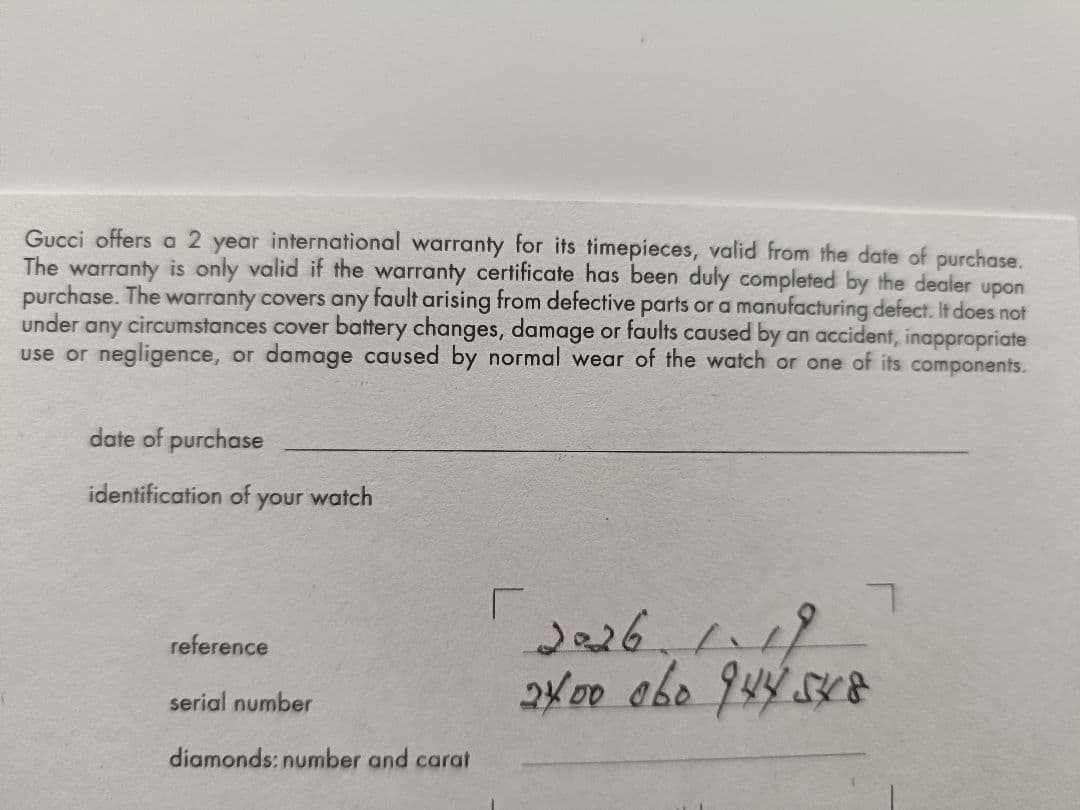 Gucci offers a 2 year international warranty for its timepieces, valid from the date of purchase.
The warranty is only valid if the warranty certificate has been duly completed by the dealer upon
purchase. The warranty covers any fault arising from defective parts or a manufacturing defect. It does not
under any circumstances cover battery changes, damage or faults caused by an accident, inappropriate
use or negligence, or damage caused by normal wear of the watch or one of its components.
date of purchase
identification of your watch
reference 2026.1.19
serial number 2400 060 944 548
diamonds: number and carat